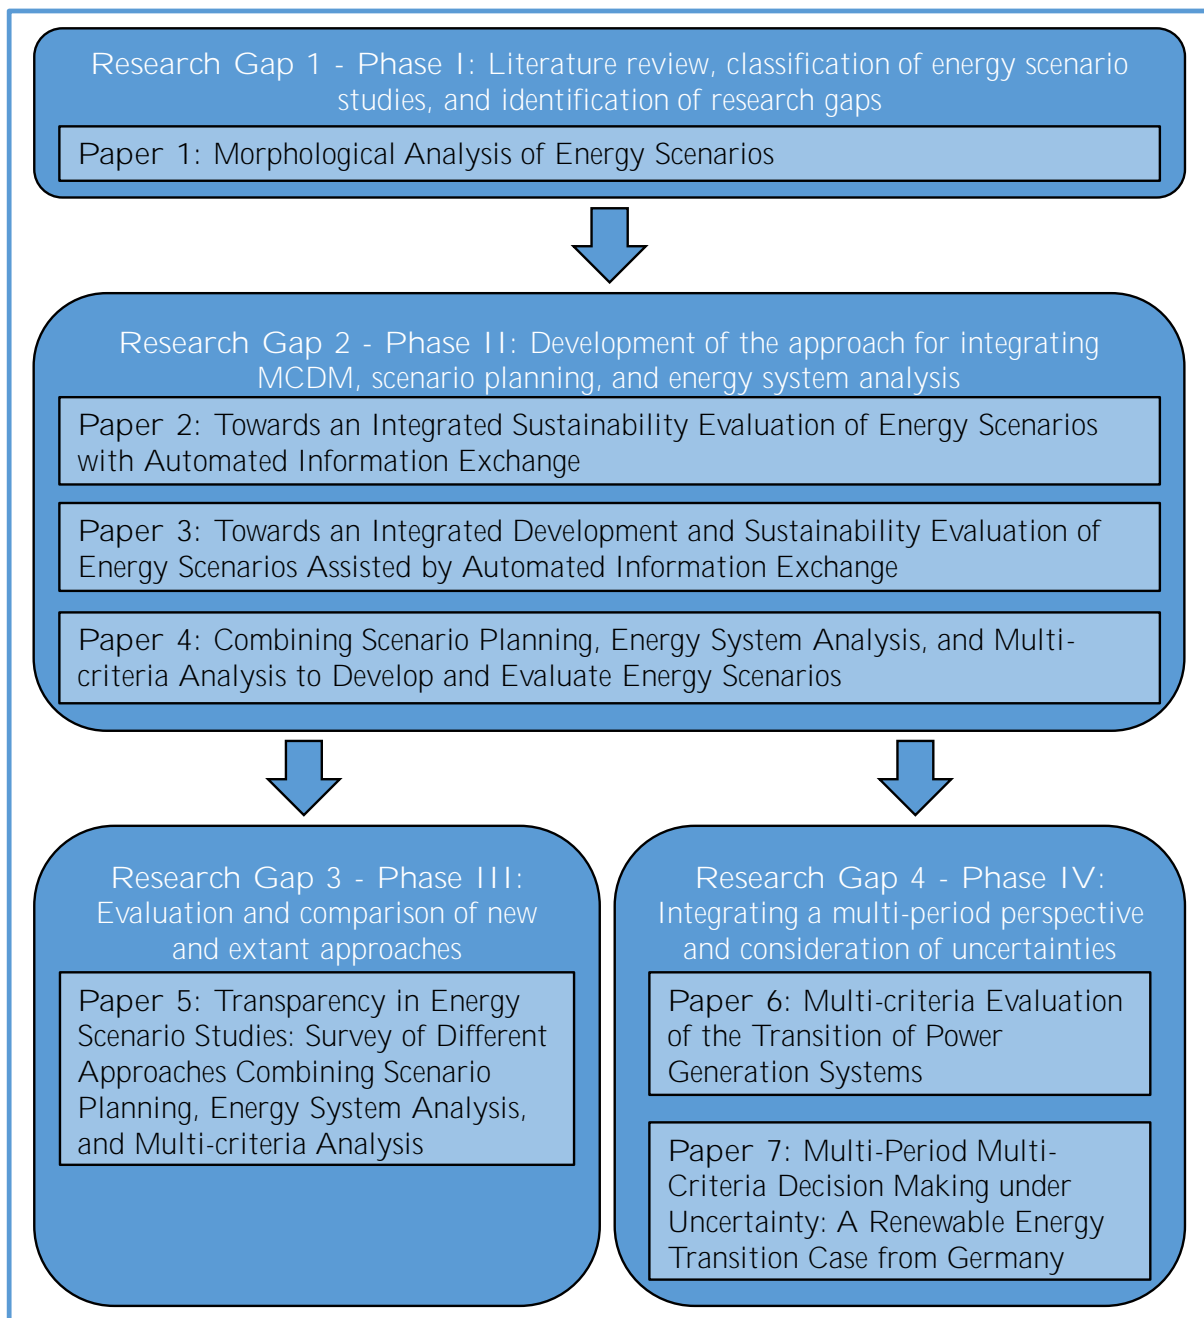 Research Gap 1 - Phase I: Literature review, classification of energy scenario
studies, and identification of research gaps
Paper 1: Morphological Analysis of Energy Scenarios
Research Gap 2 - Phase II: Development of the approach for integrating
MCDM, scenario planning, and energy system analysis
Paper 2: Towards an Integrated Sustainability Evaluation of Energy Scenarios
with Automated Information Exchange
Paper 3: Towards an Integrated Development and Sustainability Evaluation of
Energy Scenarios Assisted by Automated Information Exchange
Paper 4: Combining Scenario Planning, Energy System Analysis, and Multi-
criteria Analysis to Develop and Evaluate Energy Scenarios
Research Gap 3 - Phase III:
Evaluation and comparison of new
and extant approaches
Paper 5: Transparency in Energy
Scenario Studies: Survey of Different
Approaches Combining Scenario
Planning, Energy System Analysis,
and Multi-criteria Analysis
Research Gap 4 - Phase IV:
Integrating a multi-period perspective
and consideration of uncertainties
Paper 6: Multi-criteria Evaluation
of the Transition of Power
Generation Systems
Paper 7: Multi-Period Multi-
Criteria Decision Making under
Uncertainty: A Renewable Energy
Transition Case from Germany